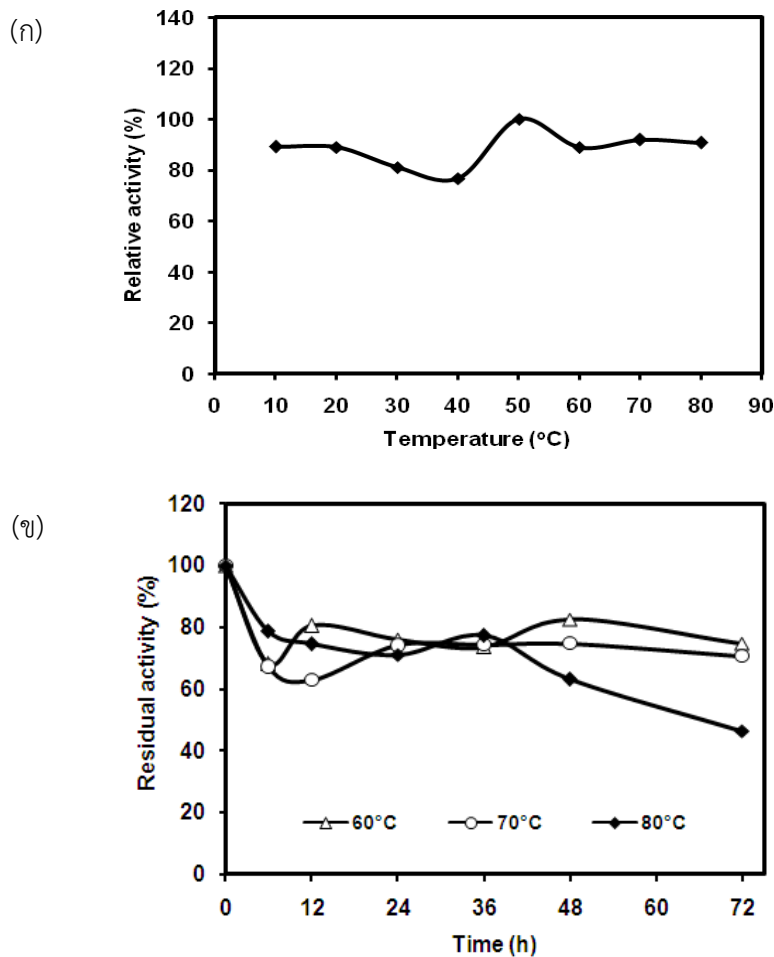 (ก)
140
120
100
80
60
40
20
0
Relative activity (%)
0 10 20 30 40 50 60 70 80 90
Temperature (°C)
(ข)
120
100
80
60
40
20
0
Residual activity (%)
60°C 70°C 80°C
0 12 24 36 48 60 72
Time (h)